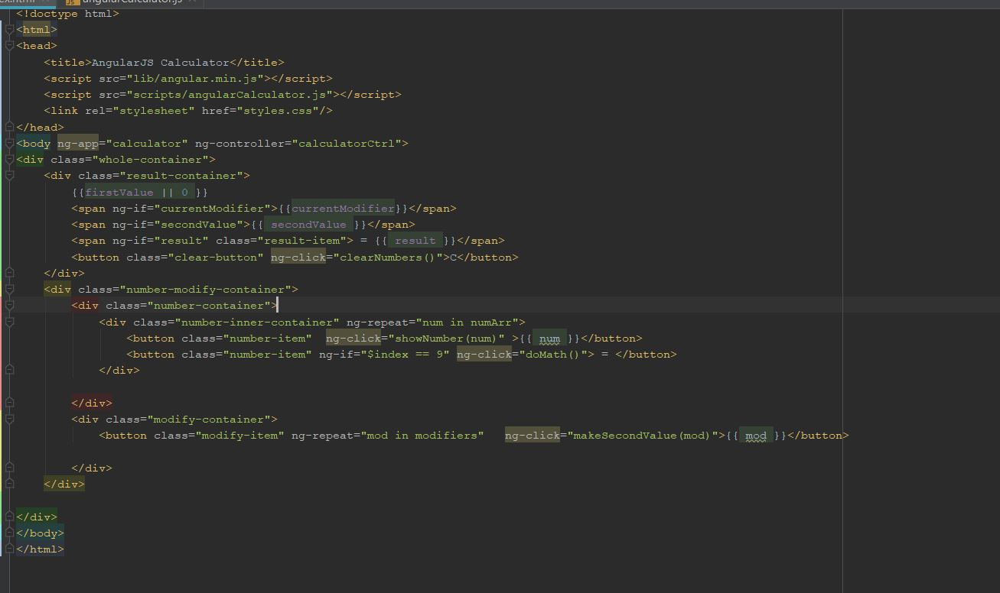 ex.html angularCalculator.js
<!doctype html>
<html>
<head>
    <title>AngularJS Calculator</title>
    <script src="lib/angular.min.js"></script>
    <script src="scripts/angularCalculator.js"></script>
    <link rel="stylesheet" href="styles.css"/>
</head>
<body ng-app="calculator" ng-controller="calculatorCtrl">
<div class="whole-container">
    <div class="result-container">
        {{firstValue || 0 }}
        <span ng-if="currentModifier">{{currentModifier}}</span>
        <span ng-if="secondValue">{{ secondValue }}</span>
        <span ng-if="result" class="result-item"> = {{ result }}</span>
        <button class="clear-button" ng-click="clearNumbers()">C</button>
    </div>
    <div class="number-modify-container">
        <div class="number-container">
            <div class="number-inner-container" ng-repeat="num in numArr">
                <button class="number-item"  ng-click="showNumber(num)" >{{ num }}</button>
                <button class="number-item" ng-if="$index == 9" ng-click="doMath()"> = </button>
            </div>
        </div>
        <div class="modify-container">
            <button class="modify-item" ng-repeat="mod in modifiers"   ng-click="makeSecondValue(mod)">{{ mod }}</button>
        </div>
    </div>
</div>
</body>
</html>